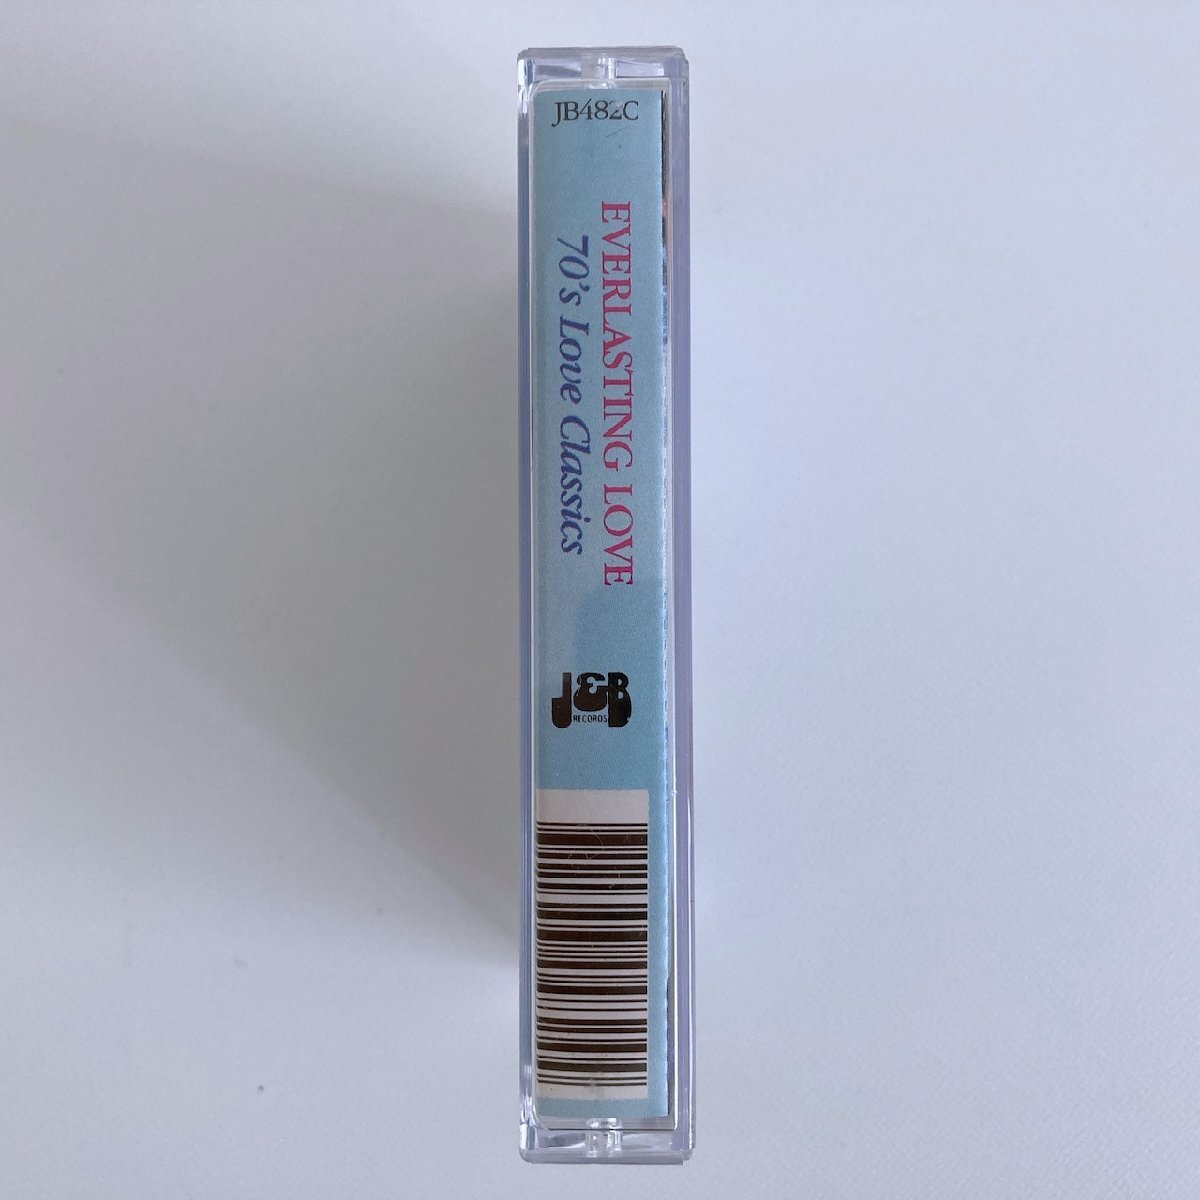 JB482C
EVERLASTING LOVE
70's Love Classics
J&B
RECORDS